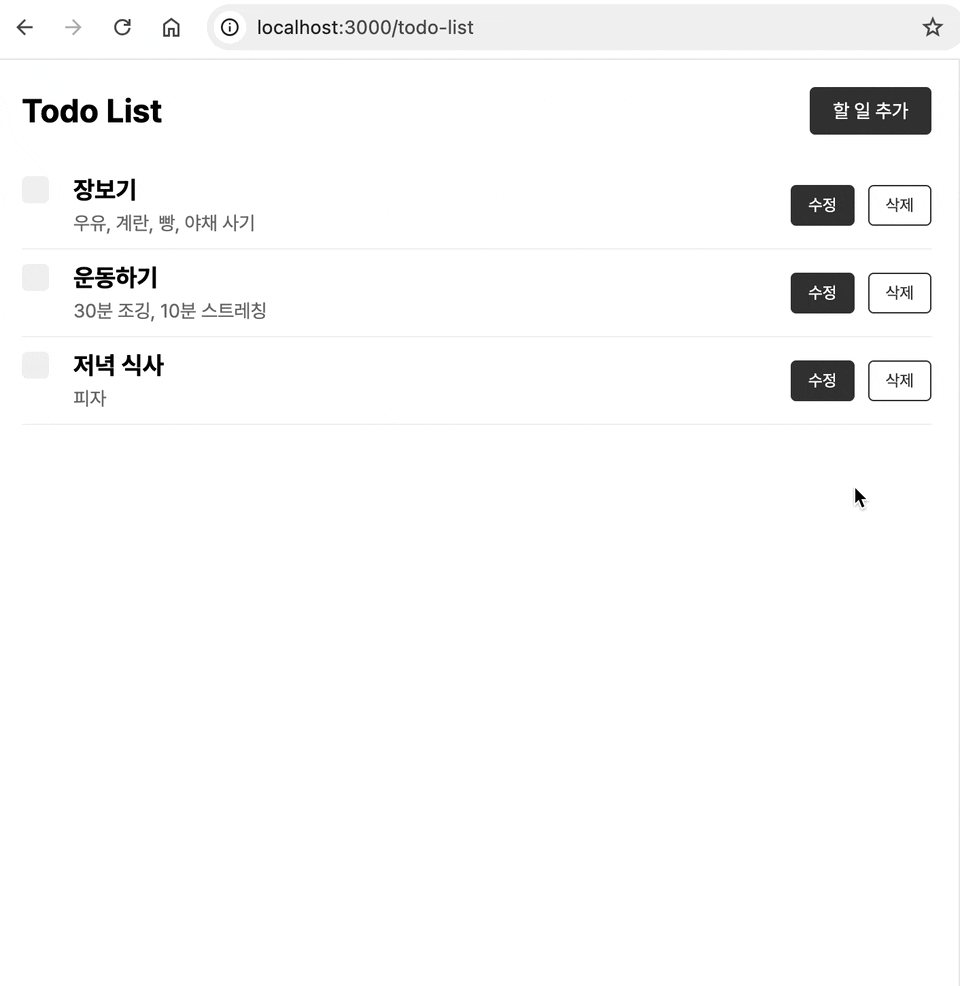 localhost:3000/todo-list
Todo List
할 일 추가
장보기
우유, 계란, 빵, 야채 사기
수정
삭제
운동하기
30분 조깅, 10분 스트레칭
수정
삭제
저녁 식사
피자
수정
삭제